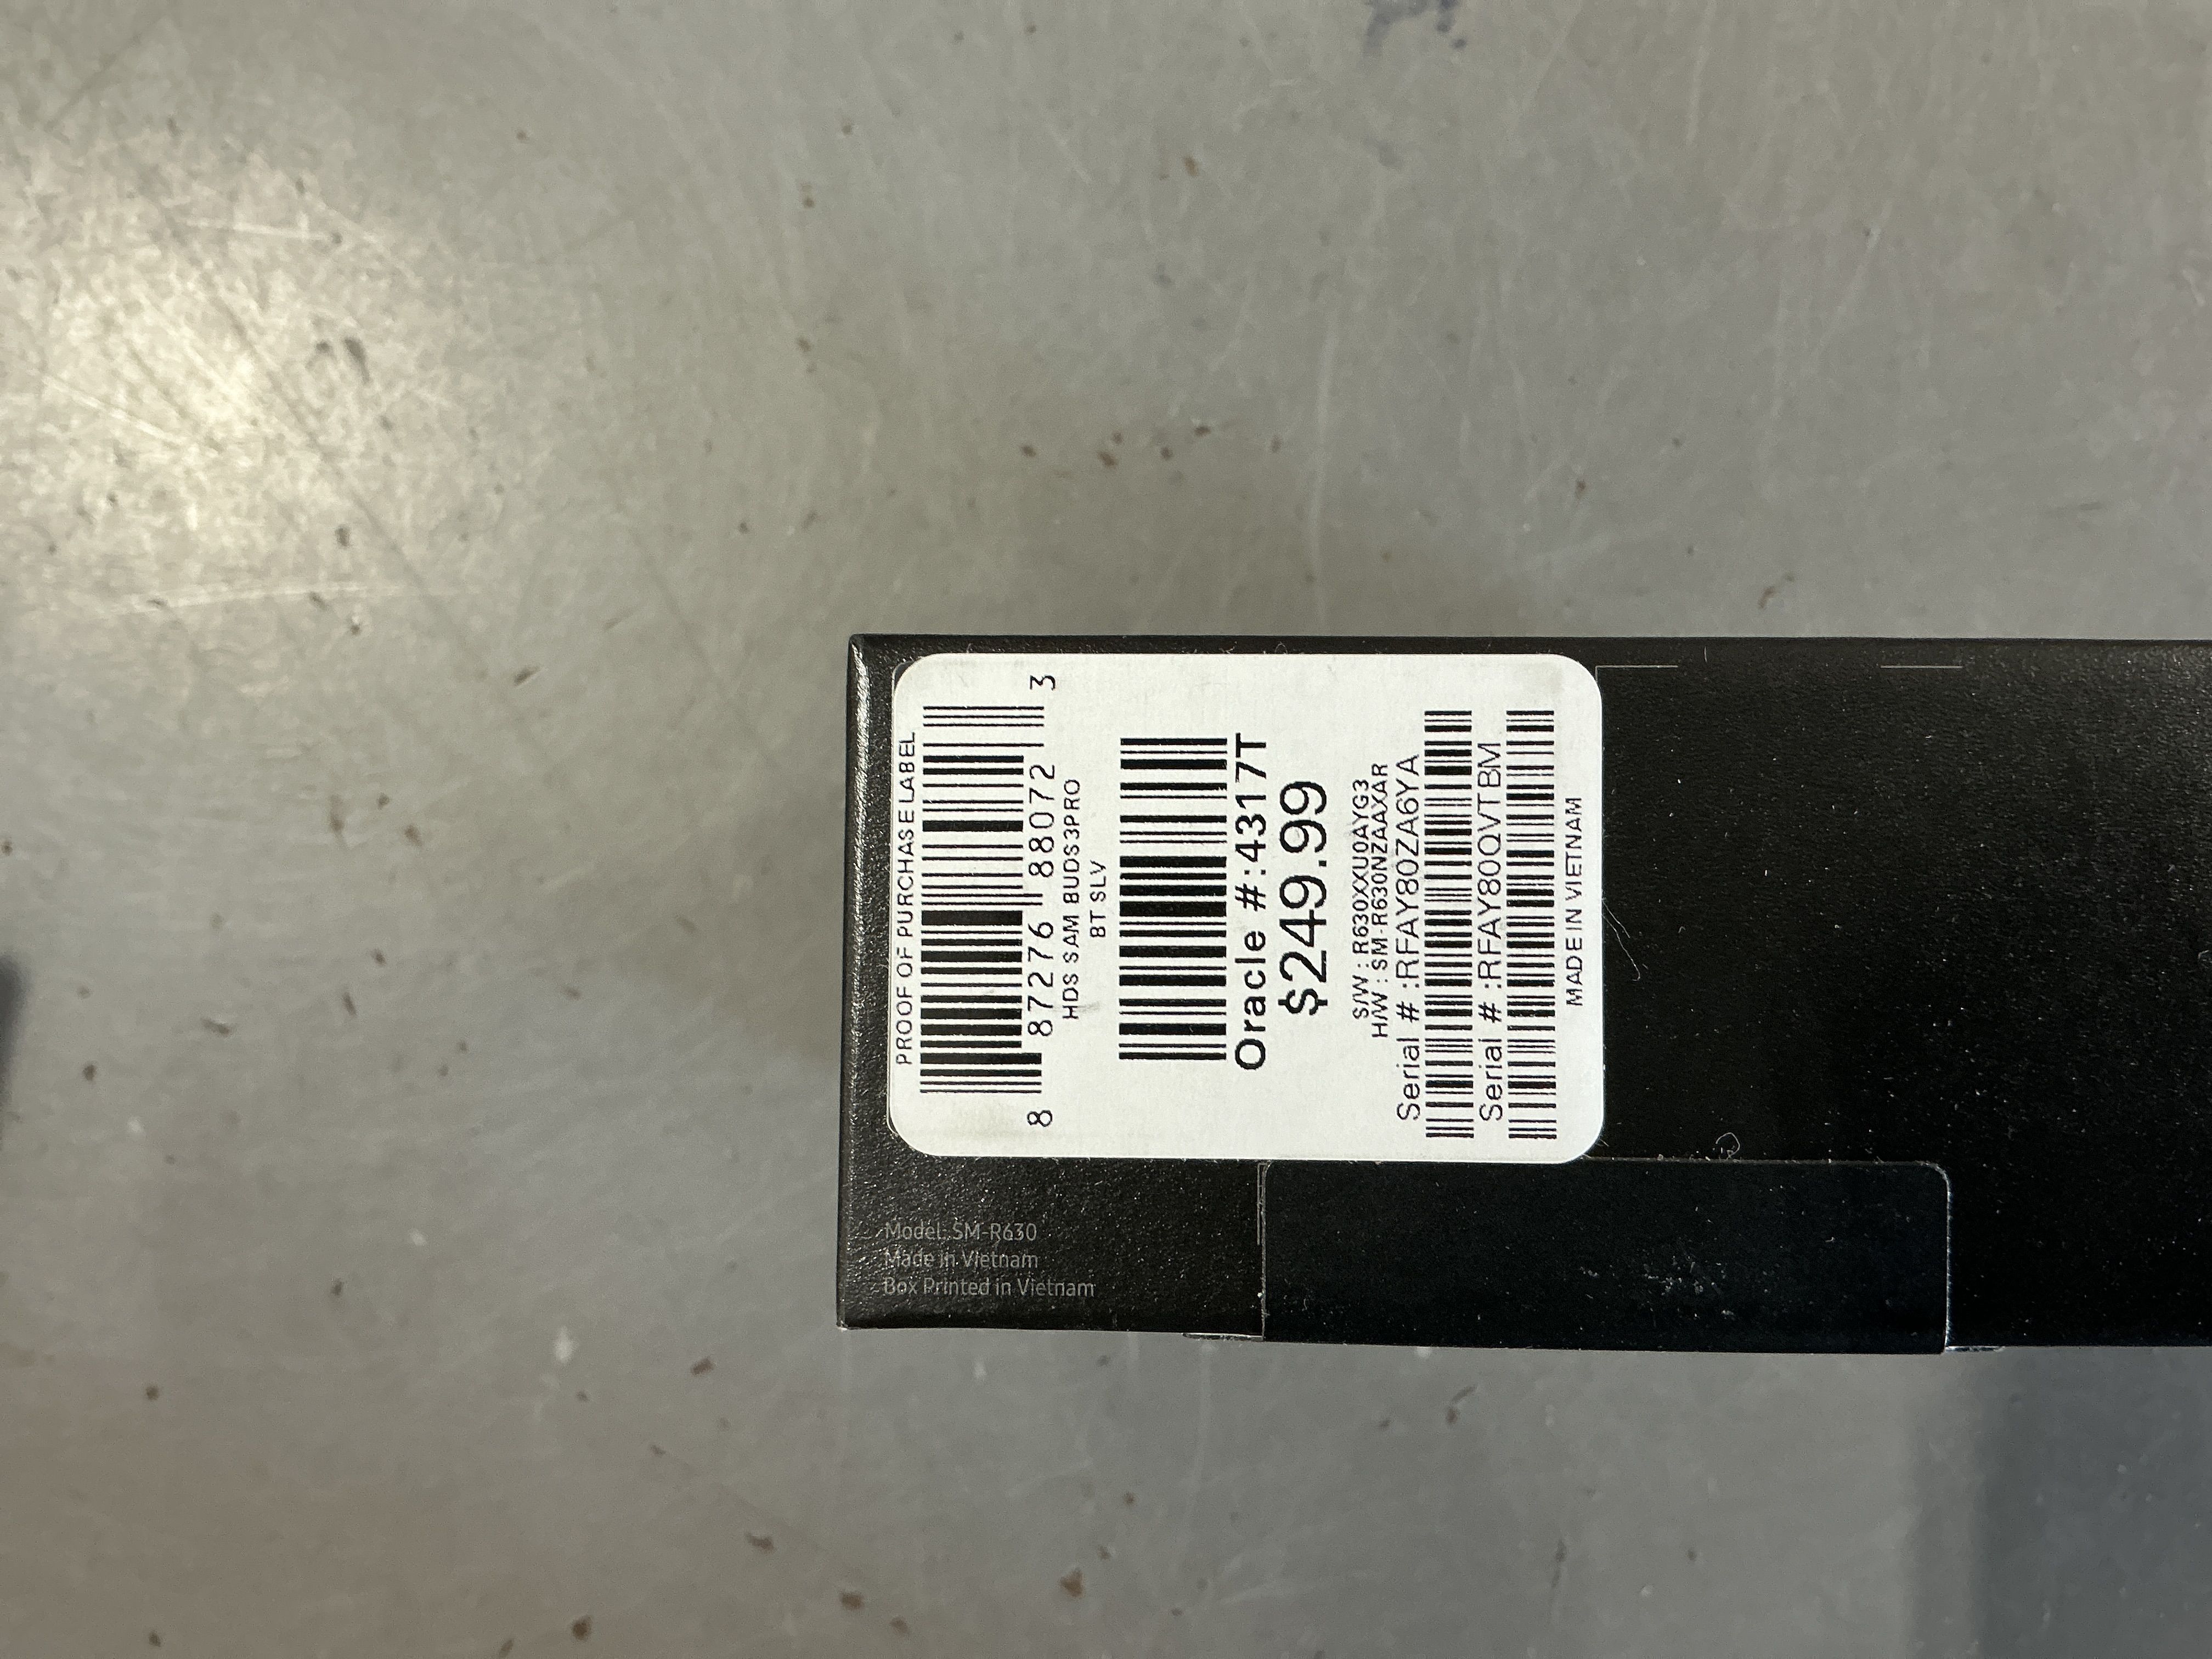 PROOF OF PURCHASE LABEL
8 87276 88072 3
HDS SAM BUDS3PRO
BT SLV
Oracle #:4317T
$249.99
S/W : R630XXU0AYG3
H/W : SM-R630NZAAXAR
Serial # :RFAY80ZA6YA
Serial # :RFAY80QVTBM
MADE IN VIETNAM
Model: SM-R630
Made in Vietnam
Box Printed in Vietnam